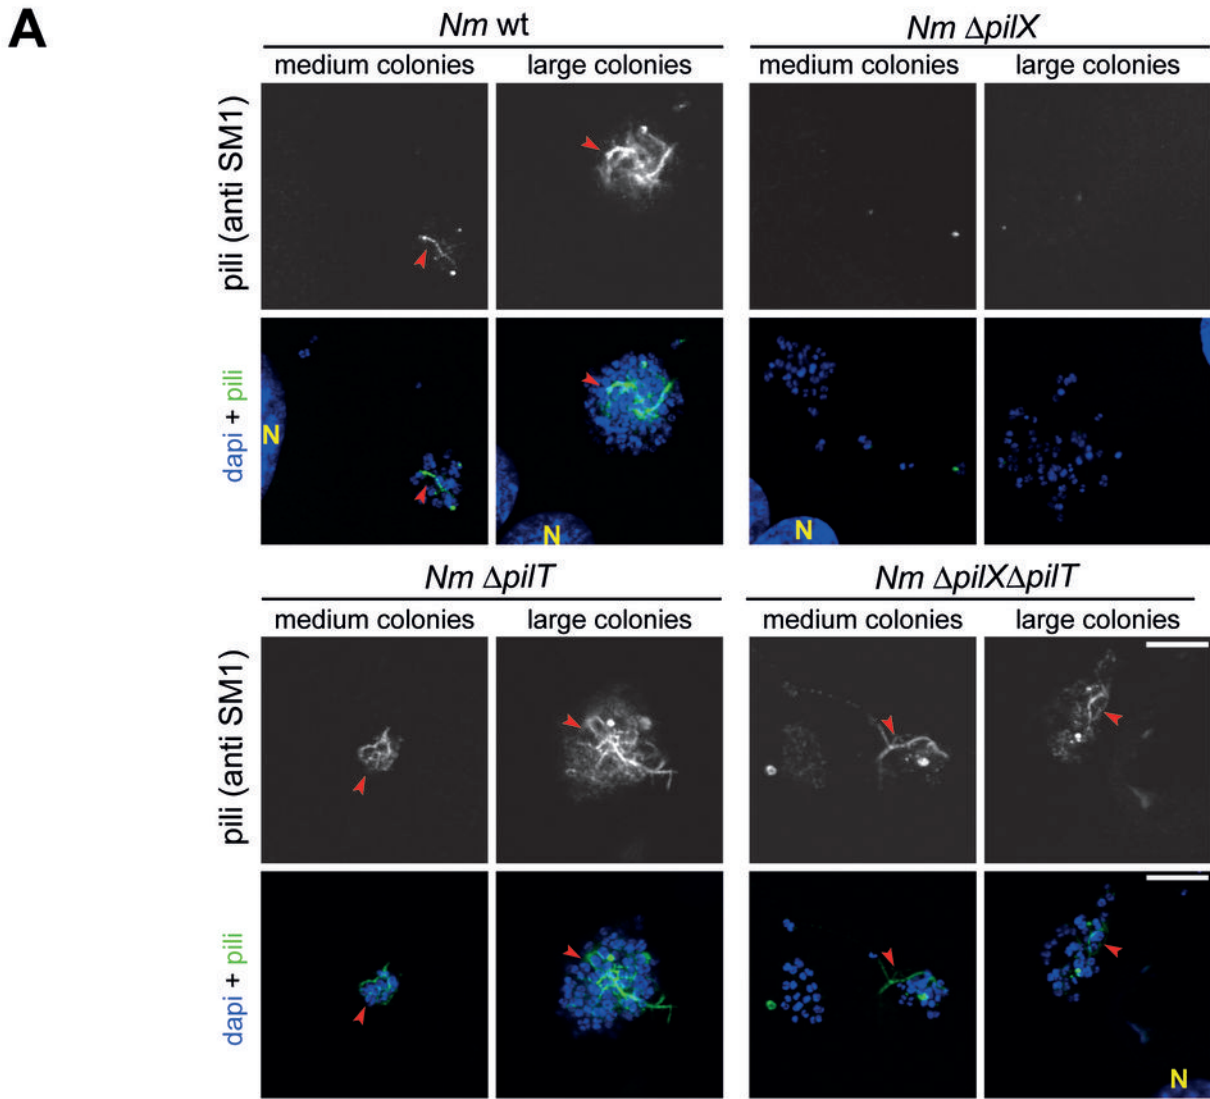 A
Nm wt
Nm ΔpilX
medium colonies
large colonies
medium colonies
large colonies
pili (anti SM1)
dapi + pili
N
N
N
Nm ΔpilT
Nm ΔpilXΔpilT
medium colonies
large colonies
medium colonies
large colonies
pili (anti SM1)
dapi + pili
N